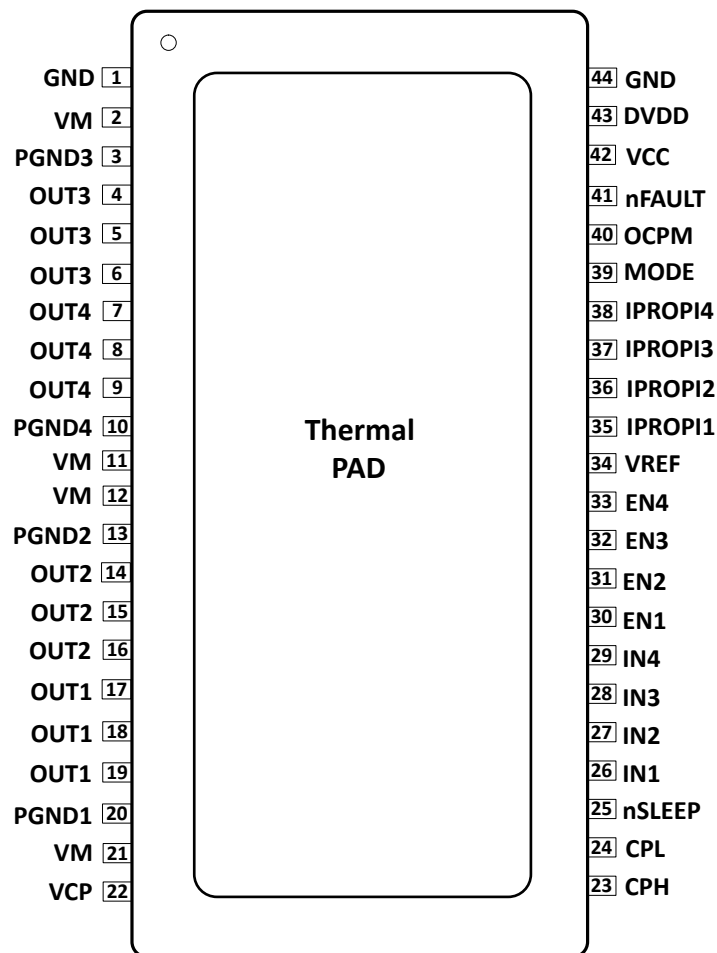 GND 1
VM 2
PGND3 3
OUT3 4
OUT3 5
OUT3 6
OUT4 7
OUT4 8
OUT4 9
PGND4 10
VM 11
VM 12
PGND2 13
OUT2 14
OUT2 15
OUT2 16
OUT1 17
OUT1 18
OUT1 19
PGND1 20
VM 21
VCP 22
Thermal
PAD
44 GND
43 DVDD
42 VCC
41 nFAULT
40 OCPM
39 MODE
38 IPROPI4
37 IPROPI3
36 IPROPI2
35 IPROPI1
34 VREF
33 EN4
32 EN3
31 EN2
30 EN1
29 IN4
28 IN3
27 IN2
26 IN1
25 nSLEEP
24 CPL
23 CPH